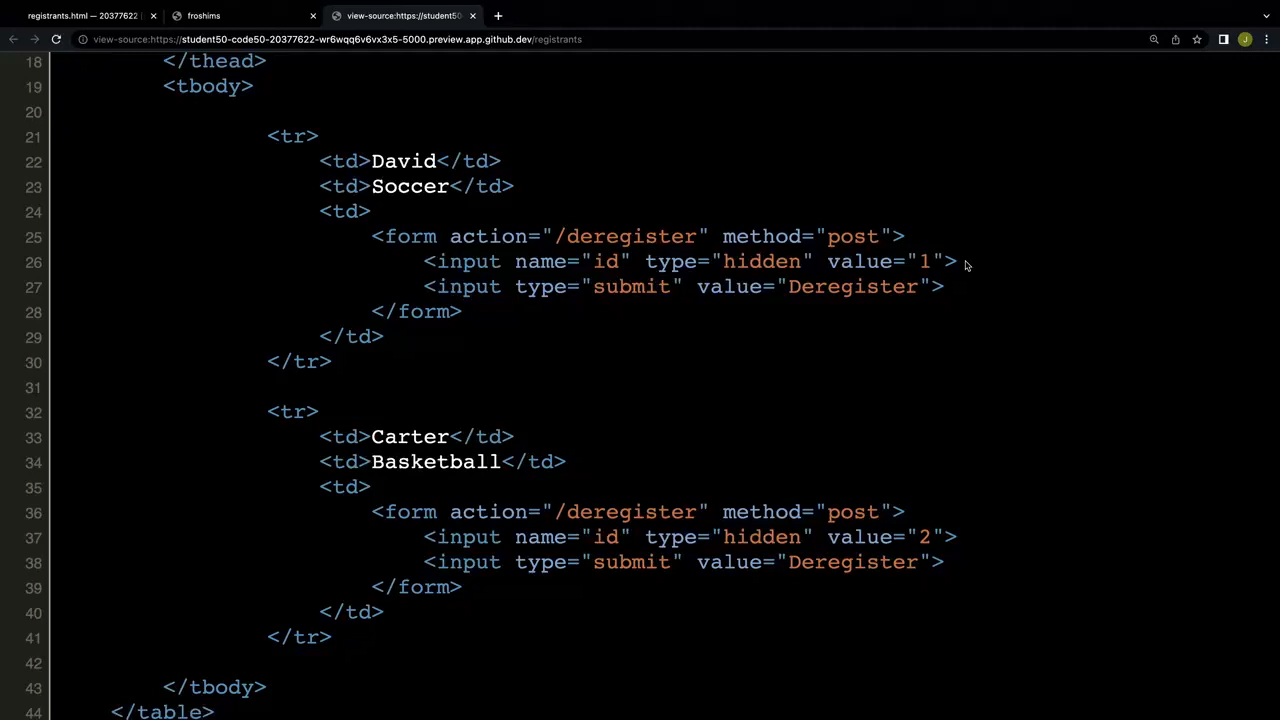 registrants.html — 20377622
froshims
view-source:https://student50-
view-source:https://student50-code50-20377622-wr6wqq6v6vx3x5-5000.preview.app.github.dev/registrants
J
18 </thead>
19 <tbody>
20
21 <tr>
22 <td>David</td>
23 <td>Soccer</td>
24 <td>
25 <form action="/deregister" method="post">
26 <input name="id" type="hidden" value="1">
27 <input type="submit" value="Deregister">
28 </form>
29 </td>
30 </tr>
31
32 <tr>
33 <td>Carter</td>
34 <td>Basketball</td>
35 <td>
36 <form action="/deregister" method="post">
37 <input name="id" type="hidden" value="2">
38 <input type="submit" value="Deregister">
39 </form>
40 </td>
41 </tr>
42
43 </tbody>
44 </table>